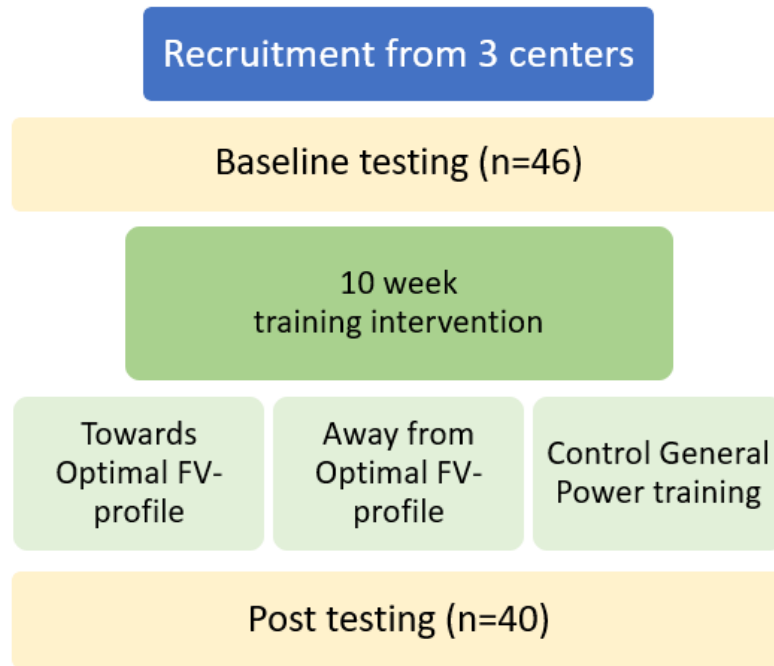 Recruitment from 3 centers
Baseline testing (n=46)
10 week
training intervention
Towards
Optimal FV-
profile
Away from
Optimal FV-
profile
Control General
Power training
Post testing (n=40)